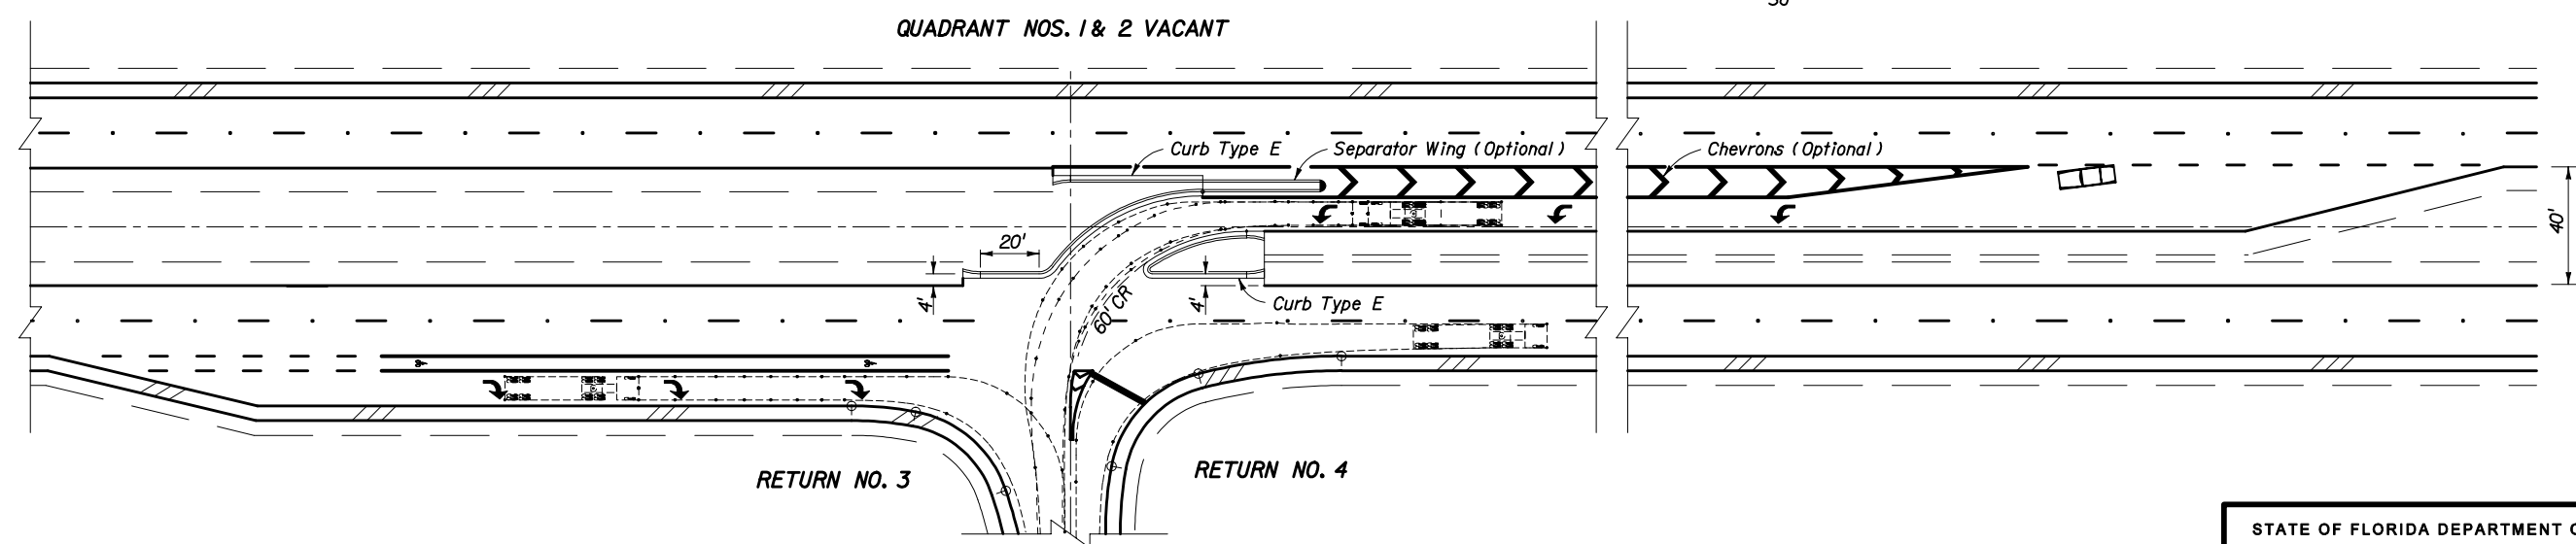 QUADRANT NOS. 1 & 2 VACANT
Curb Type E
Separator Wing (Optional)
Chevrons (Optional)
20'
4'
60' CR
4'
Curb Type E
40'
RETURN NO. 3
RETURN NO. 4
STATE OF FLORIDA DEPARTMENT